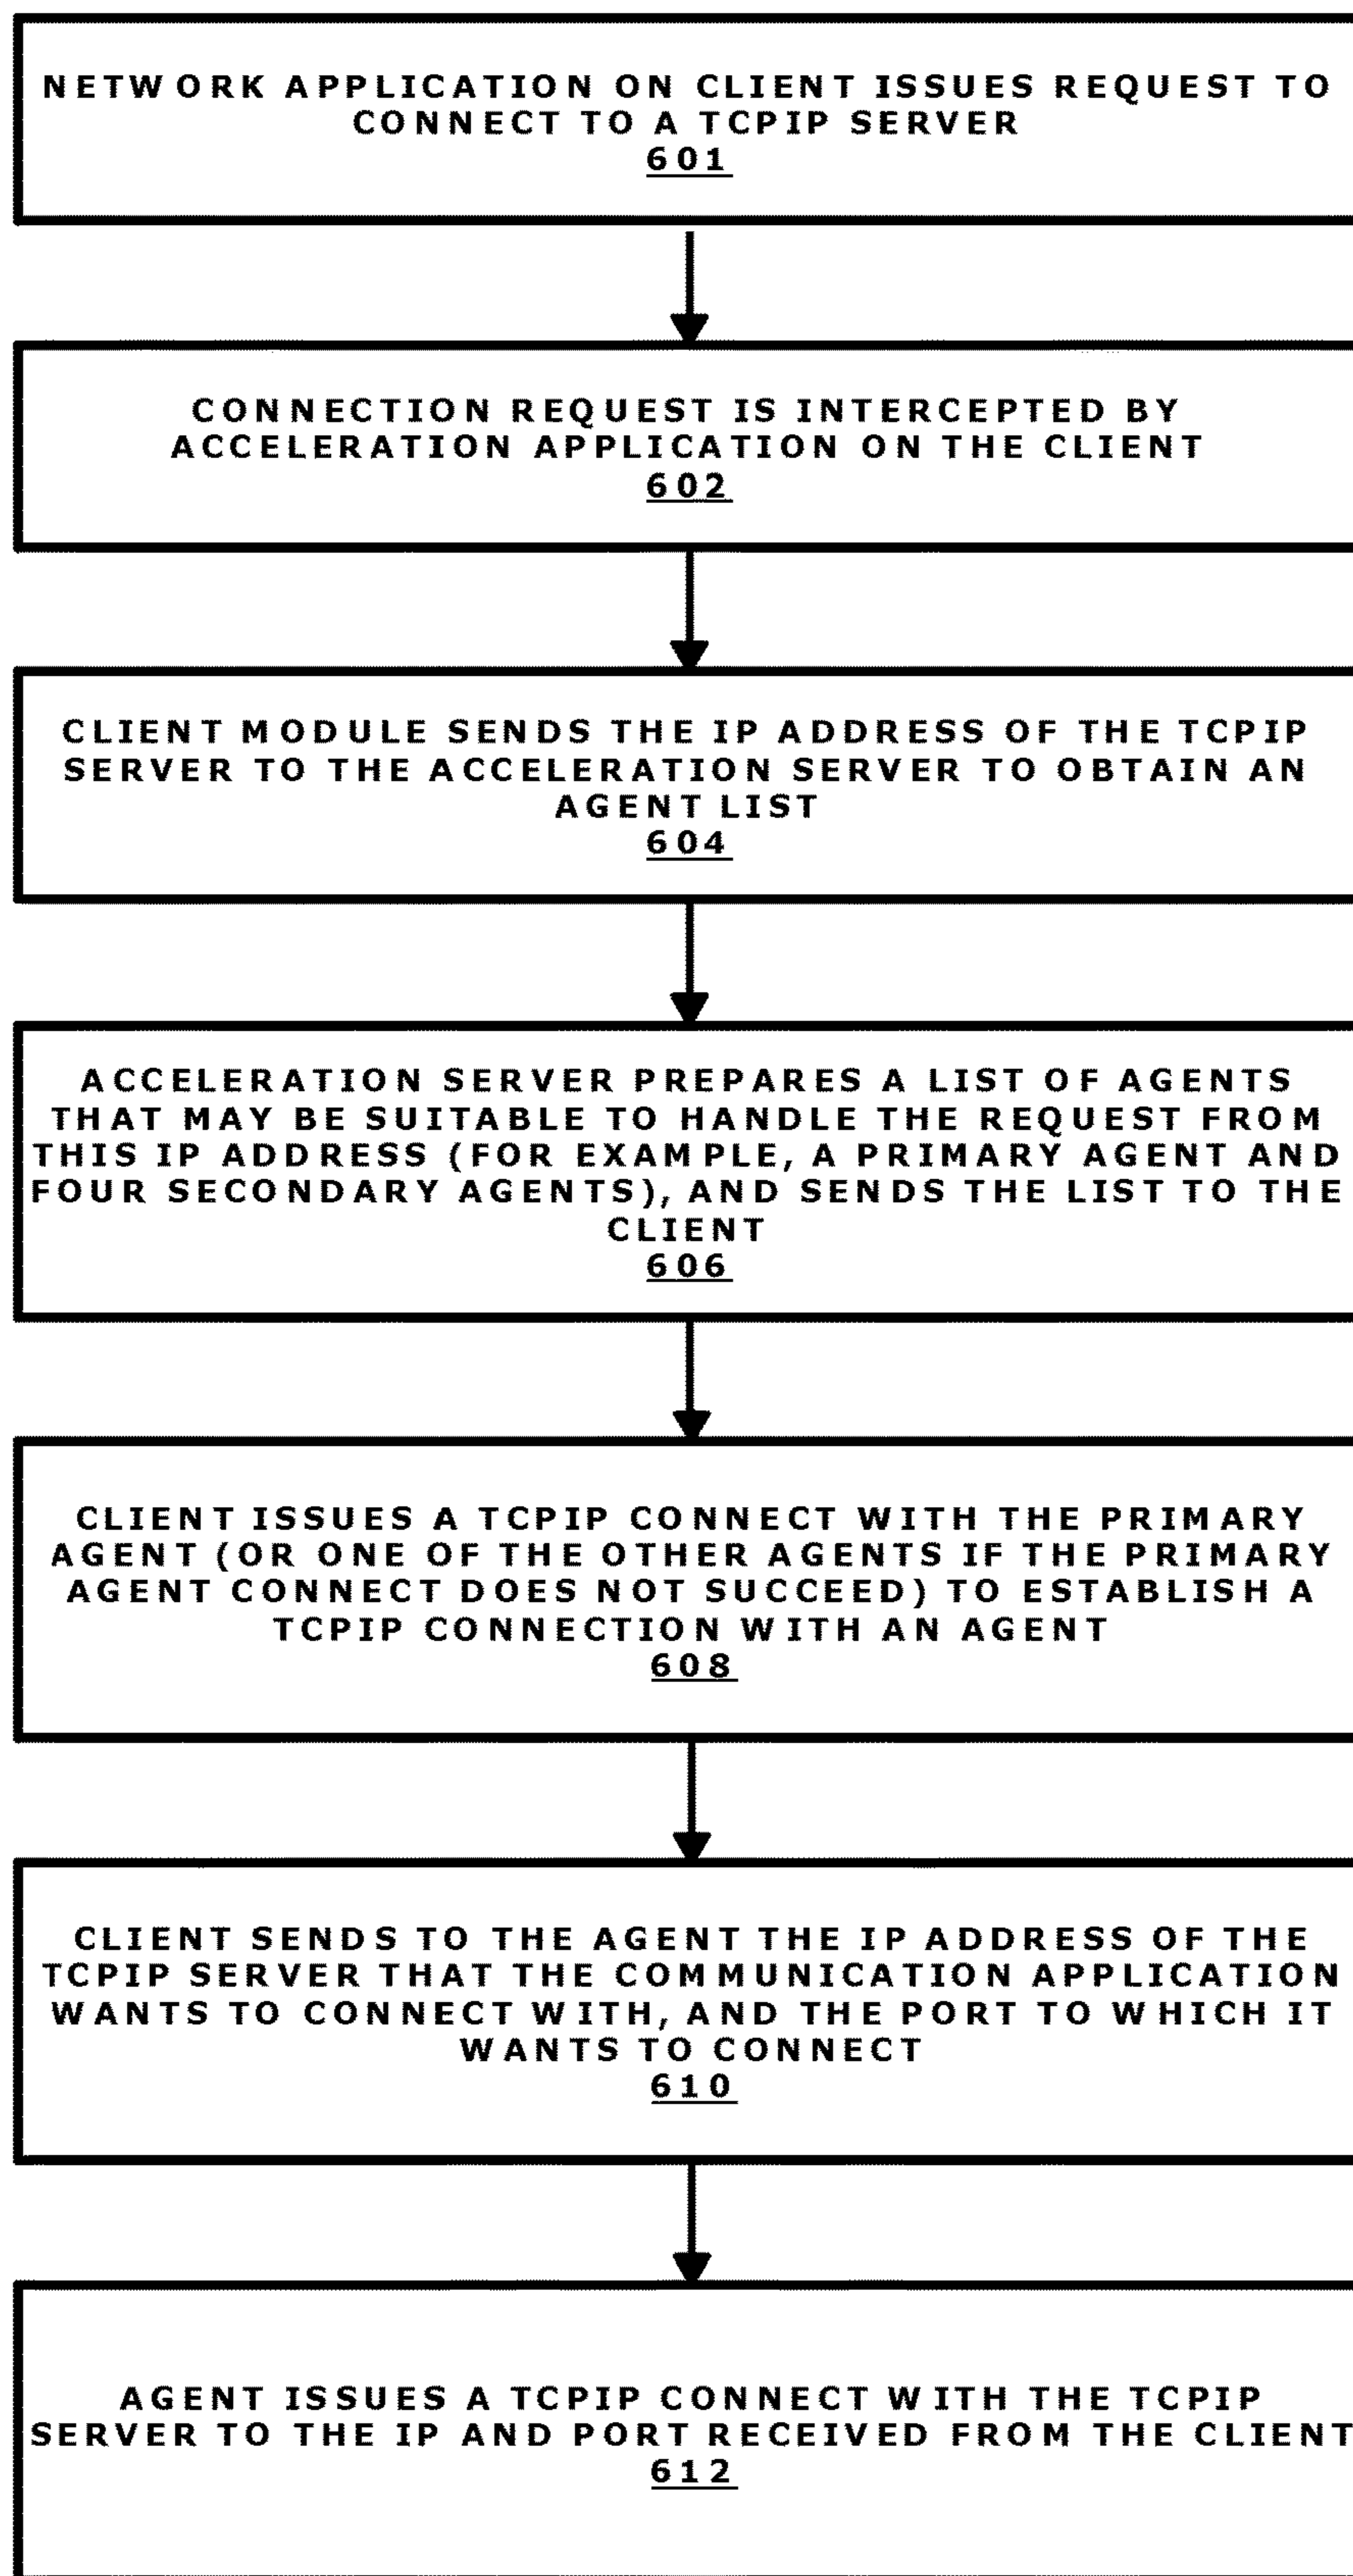 NETWORK APPLICATION ON CLIENT ISSUES REQUEST TO
CONNECT TO A TCPIP SERVER
601
CONNECTION REQUEST IS INTERCEPTED BY
ACCELERATION APPLICATION ON THE CLIENT
602
CLIENT MODULE SENDS THE IP ADDRESS OF THE TCPIP
SERVER TO THE ACCELERATION SERVER TO OBTAIN AN
AGENT LIST
604
ACCELERATION SERVER PREPARES A LIST OF AGENTS
THAT MAY BE SUITABLE TO HANDLE THE REQUEST FROM
THIS IP ADDRESS (FOR EXAMPLE, A PRIMARY AGENT AND
FOUR SECONDARY AGENTS), AND SENDS THE LIST TO THE
CLIENT
606
CLIENT ISSUES A TCPIP CONNECT WITH THE PRIMARY
AGENT (OR ONE OF THE OTHER AGENTS IF THE PRIMARY
AGENT CONNECT DOES NOT SUCCEED) TO ESTABLISH A
TCPIP CONNECTION WITH AN AGENT
608
CLIENT SENDS TO THE AGENT THE IP ADDRESS OF THE
TCPIP SERVER THAT THE COMMUNICATION APPLICATION
WANTS TO CONNECT WITH, AND THE PORT TO WHICH IT
WANTS TO CONNECT
610
AGENT ISSUES A TCPIP CONNECT WITH THE TCPIP
SERVER TO THE IP AND PORT RECEIVED FROM THE CLIENT
612